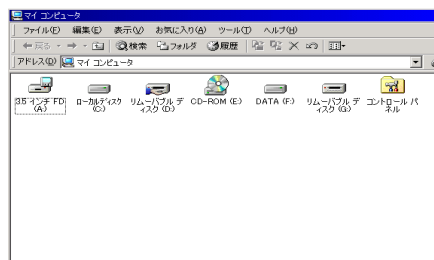 マイ コンピュータ
ファイル(F) 編集(E) 表示(V) お気に入り(A) ツール(T) ヘルプ(H)
戻る 検索 フォルダ 履歴
アドレス(D) マイ コンピュータ
3.5 インチ FD (A:)
ローカル ディスク (C:)
リムーバブル ディスク (D:)
CD-ROM (E:)
DATA (F:)
リムーバブル ディスク (G:)
コントロール パネル